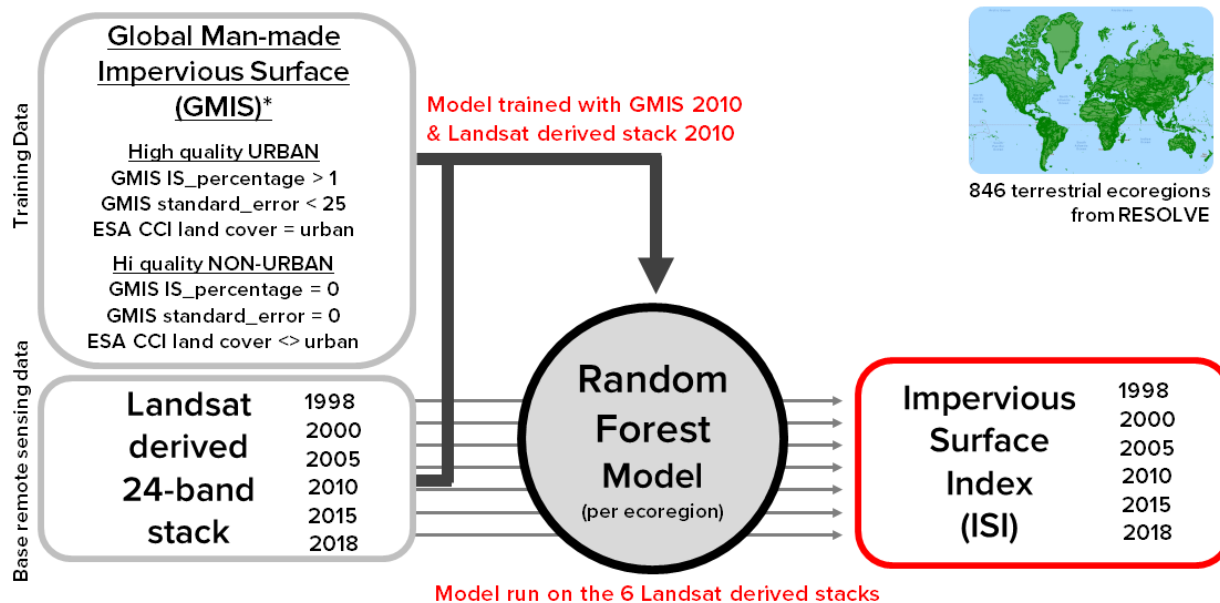 Training Data
Global Man-made
Impervious Surface
(GMIS)*
High quality URBAN
GMIS IS_percentage > 1
GMIS standard_error < 25
ESA CCI land cover = urban
Hi quality NON-URBAN
GMIS IS_percentage = 0
GMIS standard_error = 0
ESA CCI land cover <> urban
Model trained with GMIS 2010
& Landsat derived stack 2010
846 terrestrial ecoregions
from RESOLVE
Base remote sensing data
Landsat
derived
24-band
stack
1998
2000
2005
2010
2015
2018
Random
Forest
Model
(per ecoregion)
Impervious
Surface
Index
(ISI)
1998
2000
2005
2010
2015
2018
Model run on the 6 Landsat derived stacks